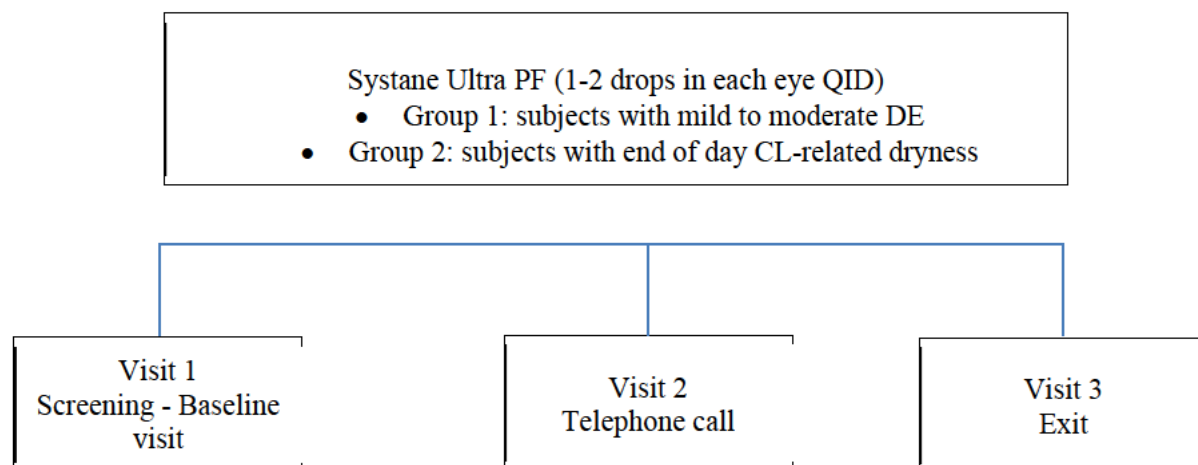 Systane Ultra PF (1-2 drops in each eye QID)
• Group 1: subjects with mild to moderate DE
• Group 2: subjects with end of day CL-related dryness
Visit 1
Screening - Baseline
visit
Visit 2
Telephone call
Visit 3
Exit